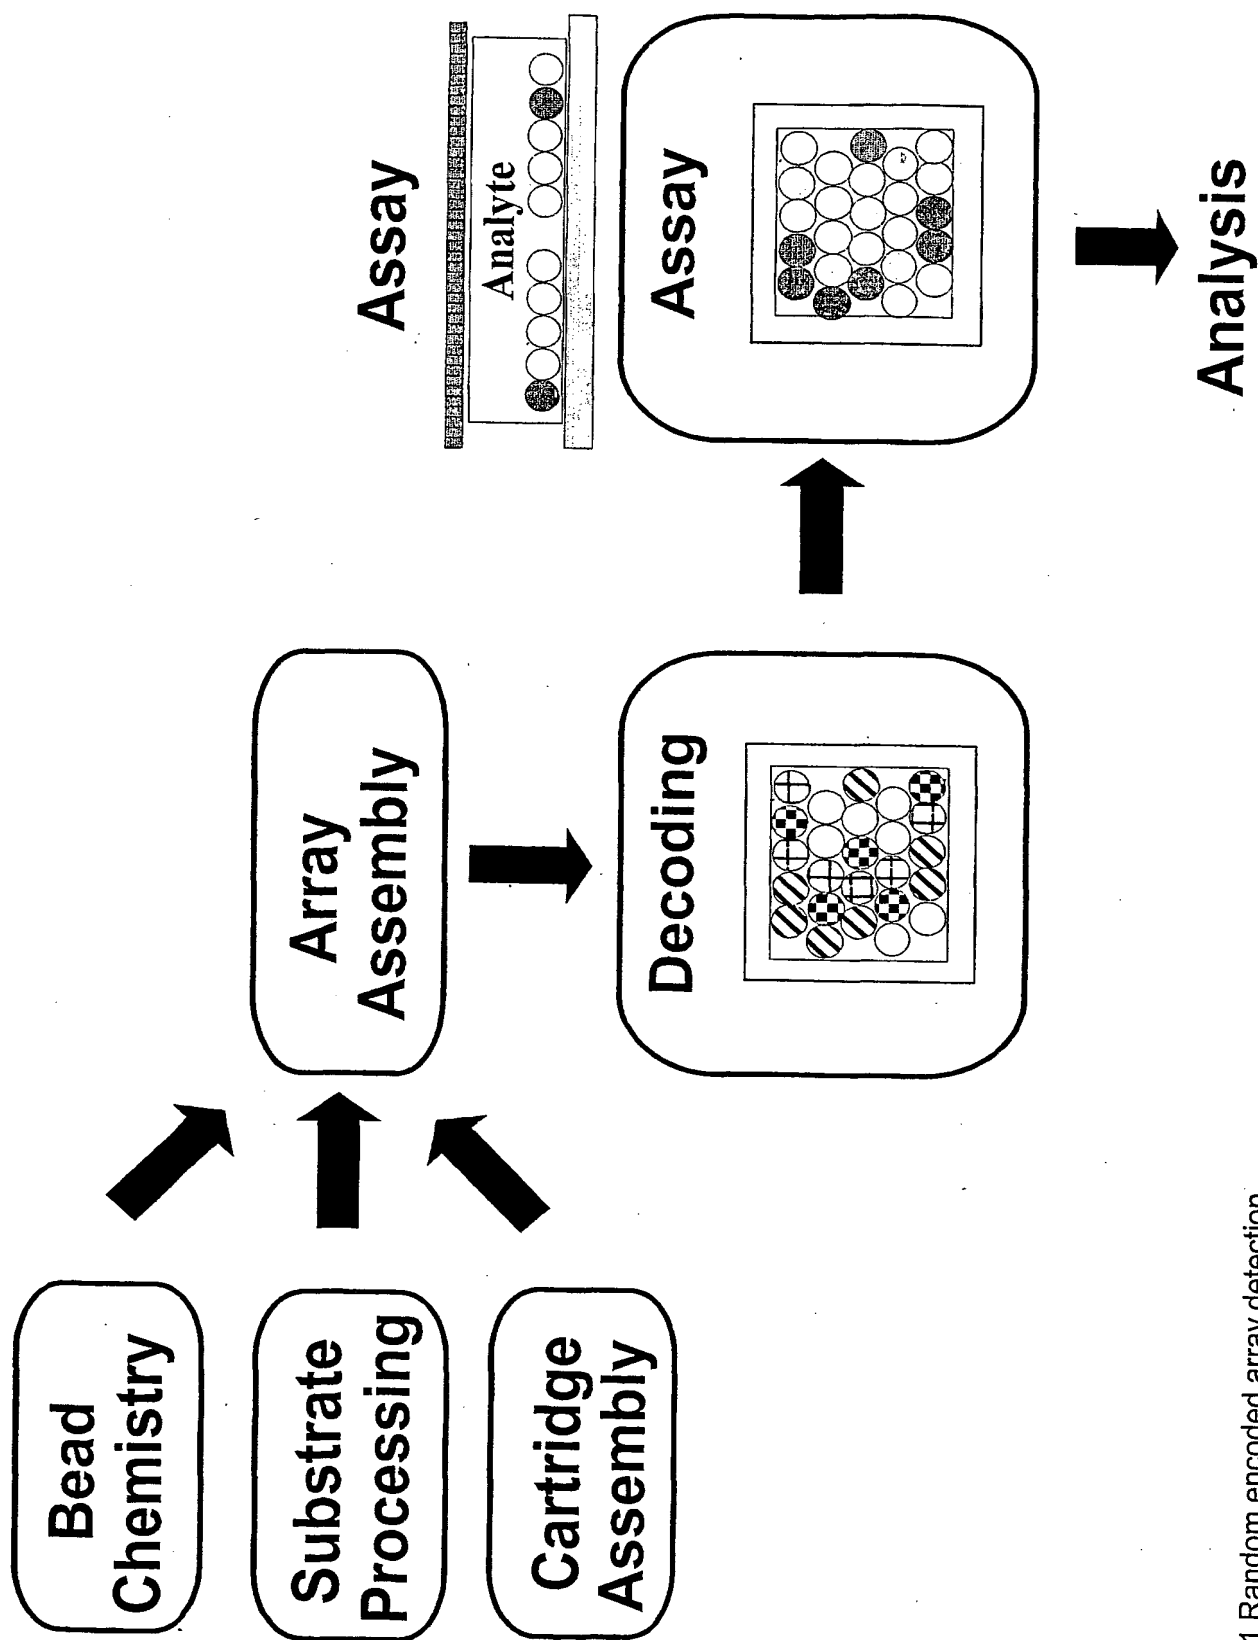 Bead
Chemistry
Substrate
Processing
Cartridge
Assembly
Array
Assembly
Decoding
Assay
Analyte
Assay
Analysis
1 Random encoded array detection